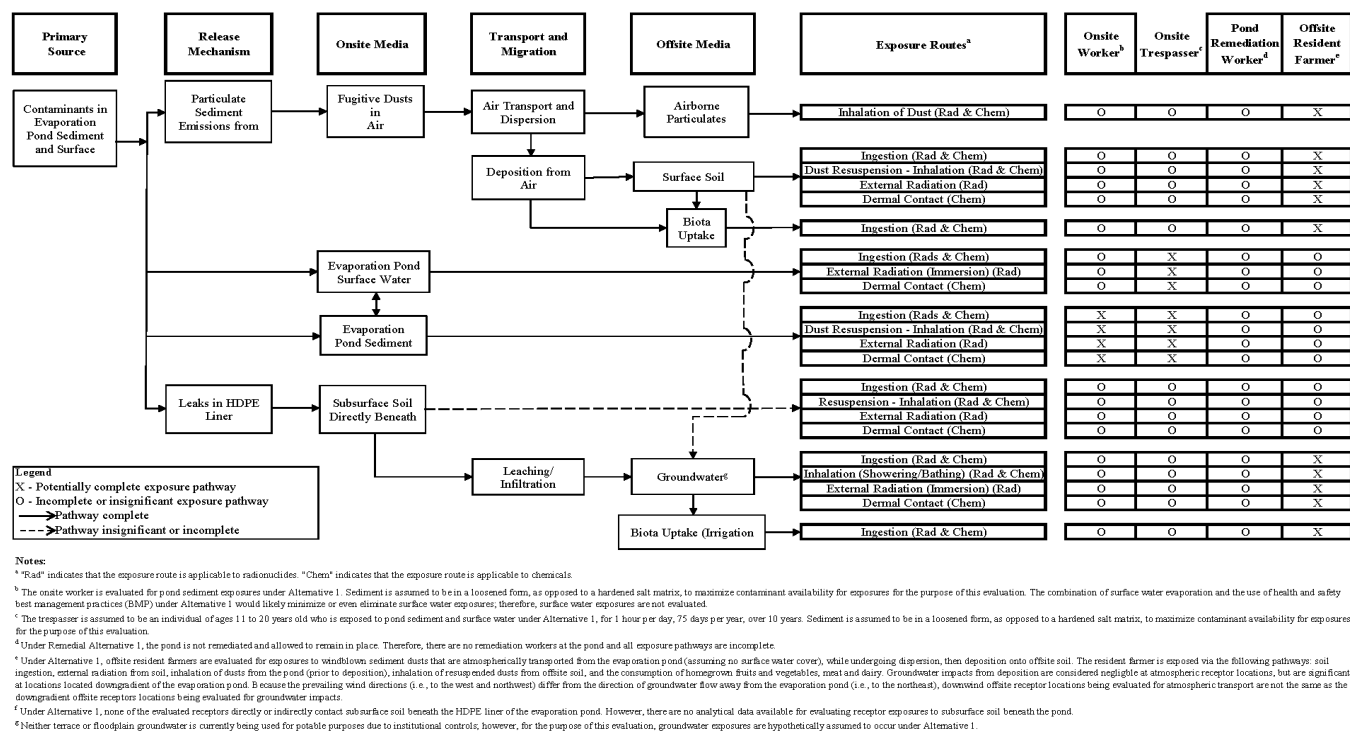 Primary
Source
Release
Mechanism
Onsite Media
Transport and
Migration
Offsite Media
Exposure Routesᵃ
Onsite
Workerᵇ
Onsite
Trespasserᶜ
Pond
Remediation
Workerᵈ
Offsite
Resident
Farmerᵉ
Contaminants in
Evaporation
Pond Sediment
and Surface
Particulate
Sediment
Emissions from
Fugitive Dusts
in
Air
Air Transport and
Dispersion
Airborne
Particulates
Inhalation of Dust (Rad & Chem) O O O X
Deposition from
Air
Surface Soil
Biota
Uptake
Ingestion (Rad & Chem) O O O X
Dust Resuspension - Inhalation (Rad & Chem) O O O X
External Radiation (Rad) O O O X
Dermal Contact (Chem) O O O X
Ingestion (Rad & Chem) O O O X
Evaporation Pond
Surface Water
Ingestion (Rads & Chem) O X O O
External Radiation (Immersion) (Rad) O X O O
Dermal Contact (Chem) O X O O
Evaporation
Pond Sediment
Ingestion (Rads & Chem) X X O O
Dust Resuspension - Inhalation (Rad & Chem) X X O O
External Radiation (Rad) X X O O
Dermal Contact (Chem) X X O O
Leaks in HDPE
Liner
Subsurface Soil
Directly Beneath
Ingestion (Rad & Chem) O O O O
Resuspension - Inhalation (Rad & Chem) O O O O
External Radiation (Rad) O O O O
Dermal Contact (Chem) O O O O
Leaching/
Infiltration
Groundwaterᵍ
Ingestion (Rad & Chem) O O O X
Inhalation (Showering/Bathing) (Rad & Chem) O O O X
External Radiation (Immersion) (Rad) O O O X
Dermal Contact (Chem) O O O X
Biota Uptake (Irrigation
Ingestion (Rad & Chem) O O O X
Legend
X - Potentially complete exposure pathway
O - Incomplete or insignificant exposure pathway
Pathway complete
Pathway insignificant or incomplete
Notes:
ᵃ "Rad" indicates that the exposure route is applicable to radionuclides. "Chem" indicates that the exposure route is applicable to chemicals.
ᵇ The onsite worker is evaluated for pond sediment exposures under Alternative 1. Sediment is assumed to be in a loosened form, as opposed to a hardened salt matrix, to maximize contaminant availability for exposures for the purpose of this evaluation. The combination of surface water evaporation and the use of health and safety
best management practices (BMP) under Alternative 1 would likely minimize or even eliminate surface water exposures; therefore, surface water exposures are not evaluated.
ᶜ The trespasser is assumed to be an individual of ages 11 to 20 years old who is exposed to pond sediment and surface water under Alternative 1, for 1 hour per day, 75 days per year, over 10 years. Sediment is assumed to be in a loosened form, as opposed to a hardened salt matrix, to maximize contaminant availability for exposures
for the purpose of this evaluation.
ᵈ Under Remedial Alternative 1, the pond is not remediated and allowed to remain in place. Therefore, there are no remediation workers at the pond and all exposure pathways are incomplete.
ᵉ Under Alternative 1, offsite resident farmers are evaluated for exposures to windblown sediment dusts that are atmospherically transported from the evaporation pond (assuming no surface water cover), while undergoing dispersion, then deposition onto offsite soil. The resident farmer is exposed via the following pathways: soil
ingestion, external radiation from soil, inhalation of dusts from the pond (prior to deposition), inhalation of resuspended dusts from offsite soil, and the consumption of homegrown fruits and vegetables, meat and dairy. Groundwater impacts from deposition are considered negligble at atmospheric receptor locations, but are significant
at locations located downgradient of the evaporation pond. Because the prevailing wind directions (i.e., to the west and northwest) differ from the direction of groundwater flow away from the evaporation pond (i.e., to the northeast), downwind offsite receptor locations being evaluated for atmospheric transport are not the same as the
downgradient offsite receptors locations being evaluated for groundwater impacts.
ᶠ Under Alternative 1, none of the evaluated receptors directly or indirectly contact subsurface soil beneath the HDPE liner of the evaporation pond. However, there are no analytical data available for evaluating receptor exposures to subsurface soil beneath the pond.
ᵍ Neither terrace or floodplain groundwater is currently being used for potable purposes due to institutional controls; however, for the purpose of this evaluation, groundwater exposures are hypothetically assumed to occur under Alternative 1.